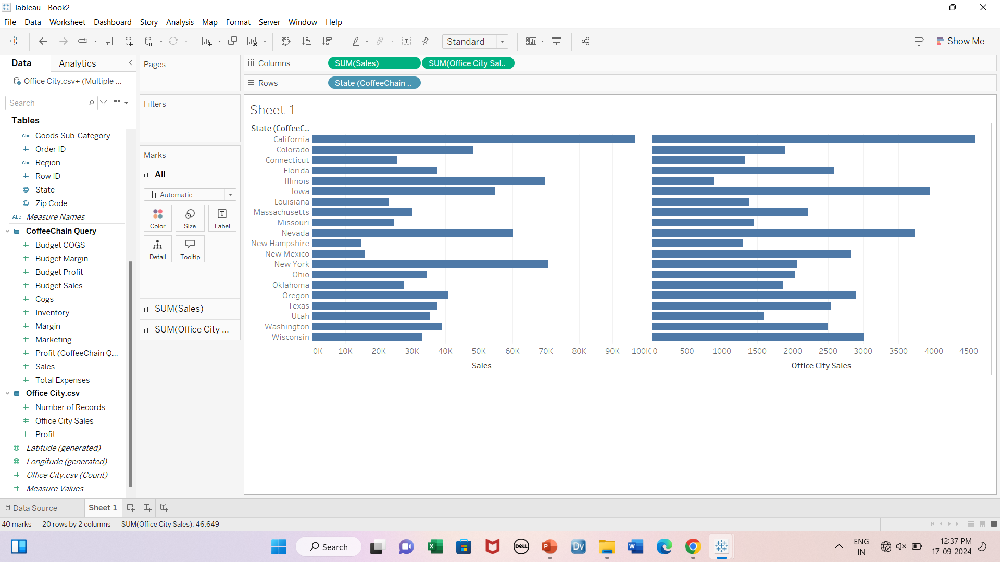 Tableau - Book2
File Data Worksheet Dashboard Story Analysis Map Format Server Window Help
Standard
Show Me
Data
Analytics
Office City.csv+ (Multiple ...
Search
Tables
Abc Goods Sub-Category
# Order ID
Abc Region
# Row ID
State
Zip Code
Abc Measure Names
CoffeeChain Query
# Budget COGS
# Budget Margin
# Budget Profit
# Budget Sales
# Cogs
# Inventory
# Margin
# Marketing
# Profit (CoffeeChain Q...
# Sales
# Total Expenses
Office City.csv
# Number of Records
# Office City Sales
# Profit
Latitude (generated)
Longitude (generated)
# Office City.csv (Count)
# Measure Values
Pages
Filters
Marks
All
Automatic
Color
Size
T
Label
Detail
Tooltip
SUM(Sales)
SUM(Office City ...
Columns
SUM(Sales)
SUM(Office City Sal..
Rows
State (CoffeeChain ..
Sheet 1
State (CoffeeC..
California
Colorado
Connecticut
Florida
Illinois
Iowa
Louisiana
Massachusetts
Missouri
Nevada
New Hampshire
New Mexico
New York
Ohio
Oklahoma
Oregon
Texas
Utah
Washington
Wisconsin
0K 10K 20K 30K 40K 50K 60K 70K 80K 90K 100K
Sales
0 500 1000 1500 2000 2500 3000 3500 4000 4500
Office City Sales
Data Source
Sheet 1
40 marks
20 rows by 2 columns
SUM(Office City Sales): 46,649
Search
DELL
Dv
ENG
IN
12:37 PM
17-09-2024